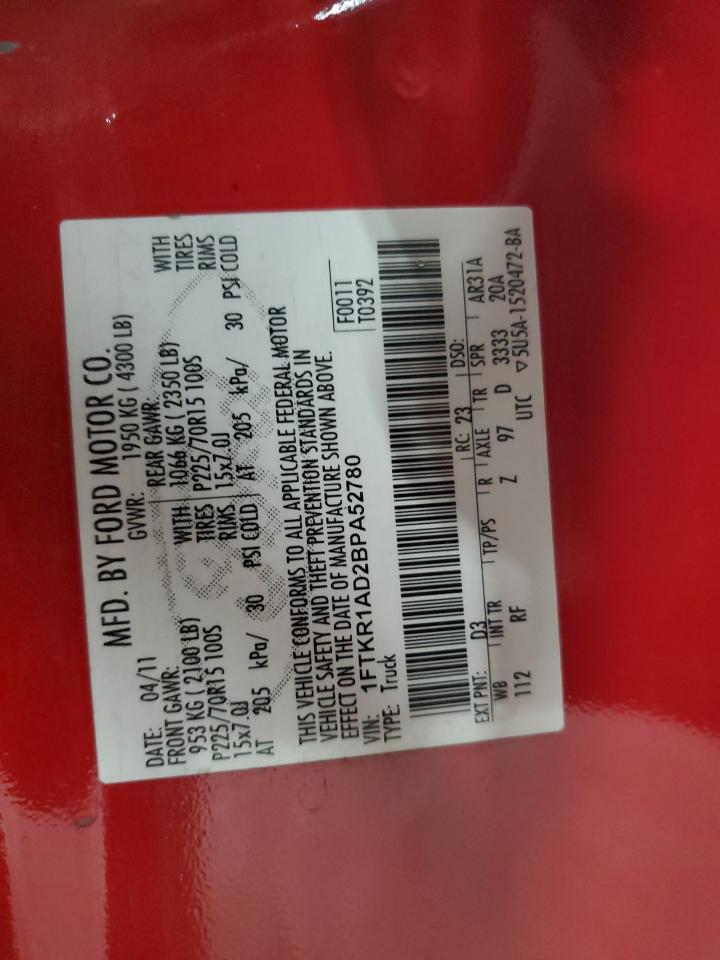 MFD. BY FORD MOTOR CO.
DATE: 04/11 GVWR: 1950 KG ( 4300 LB)
FRONT GAWR: REAR GAWR: WITH
953 KG ( 2100 LB) WITH 1066 KG ( 2350 LB) TIRES
P225/70R15 100S TIRES P225/70R15 100S RIMS
15x7.0J RIMS 15x7.0J
AT 205 kPa/ 30 PSI COLD AT 205 kPa/ 30 PSI COLD
THIS VEHICLE CONFORMS TO ALL APPLICABLE FEDERAL MOTOR
VEHICLE SAFETY AND THEFT PREVENTION STANDARDS IN
EFFECT ON THE DATE OF MANUFACTURE SHOWN ABOVE.
VIN: 1FTKR1AD2BPA52780 F0011
TYPE: Truck T0392
EXT PNT: D3 RC: 23 DSO:
WB INT TR TP/PS R AXLE TR SPR AR31A
112 RF Z 97 D 3333 20A
UTC ▽5U5A-1520472-BA